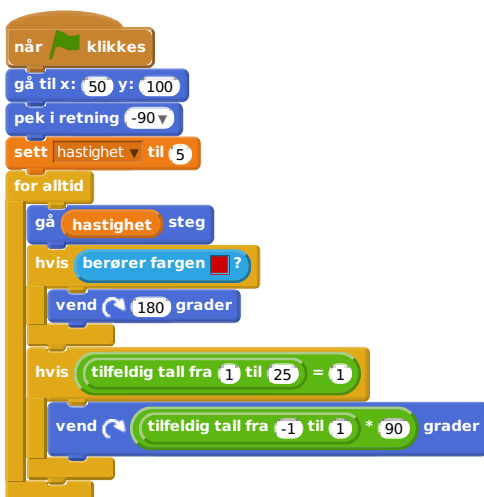 når klikkes
gå til x: 50 y: 100
pek i retning -90
sett hastighet til 5
for alltid
gå hastighet steg
hvis berører fargen ?
vend 180 grader
hvis tilfeldig tall fra 1 til 25 = 1
vend tilfeldig tall fra -1 til 1 * 90 grader